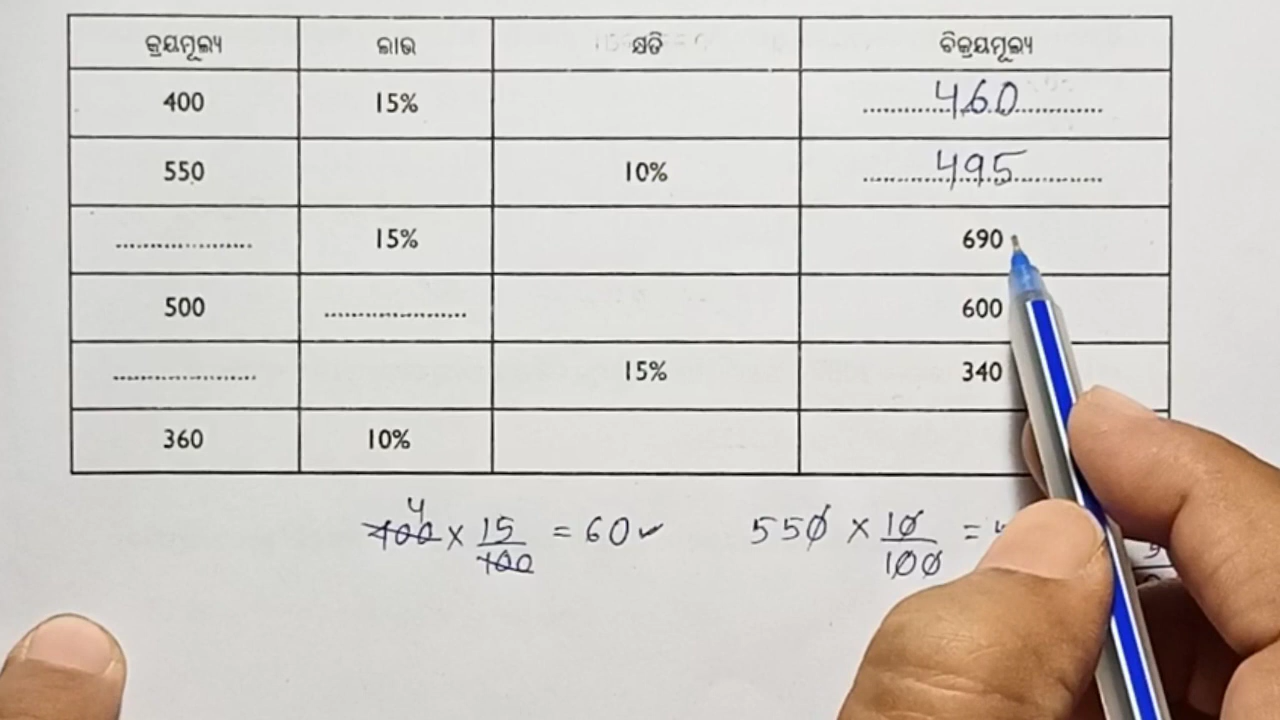 କ୍ରୟମୂଲ୍ୟ ଲାଭ କ୍ଷତି ବିକ୍ରୟମୂଲ୍ୟ
400 15% 460
550 10% 495
.................... 15% 690
500 .................... 600
.................... 15% 340
360 10%
4
400 × 15/100 = 60 ✓ 550 × 10/100 =